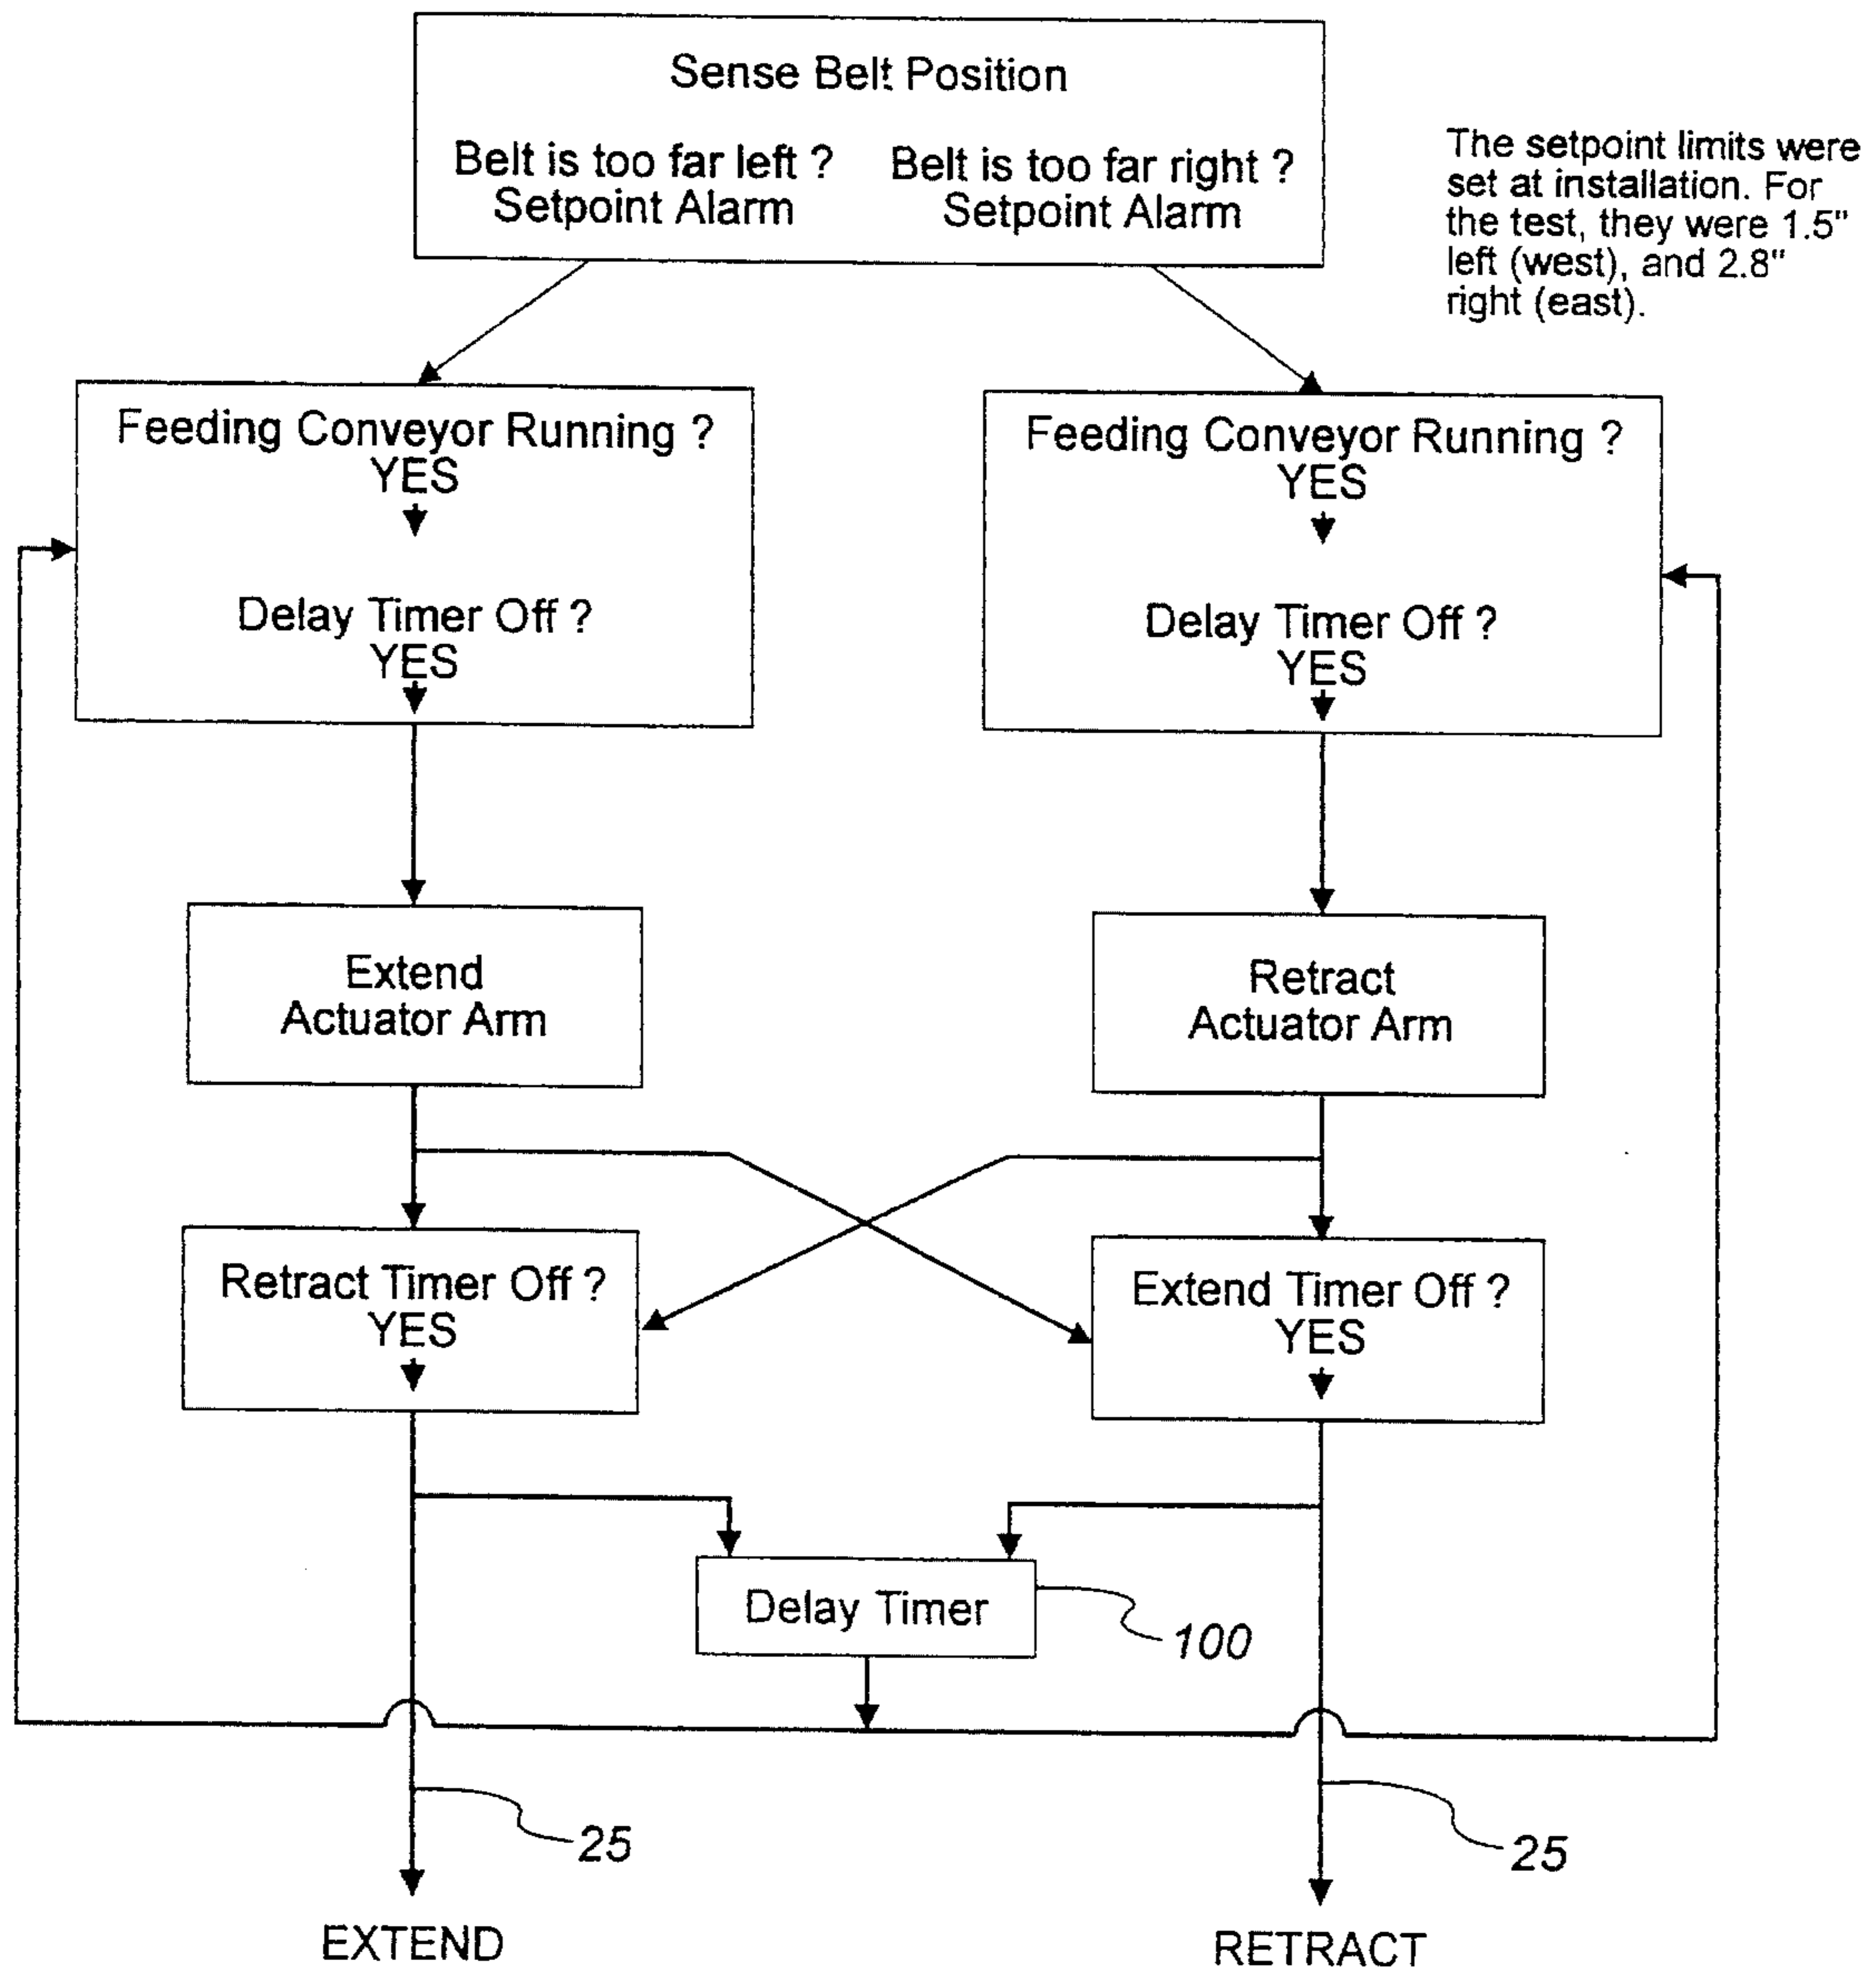 Sense Belt Position
Belt is too far left ?
Setpoint Alarm
Belt is too far right ?
Setpoint Alarm
The setpoint limits were
set at installation. For
the test, they were 1.5"
left (west), and 2.8"
right (east).
Feeding Conveyor Running ?
YES
Delay Timer Off ?
YES
Feeding Conveyor Running ?
YES
Delay Timer Off ?
YES
Extend
Actuator Arm
Retract
Actuator Arm
Retract Timer Off ?
YES
Extend Timer Off ?
YES
Delay Timer
100
25
25
EXTEND
RETRACT